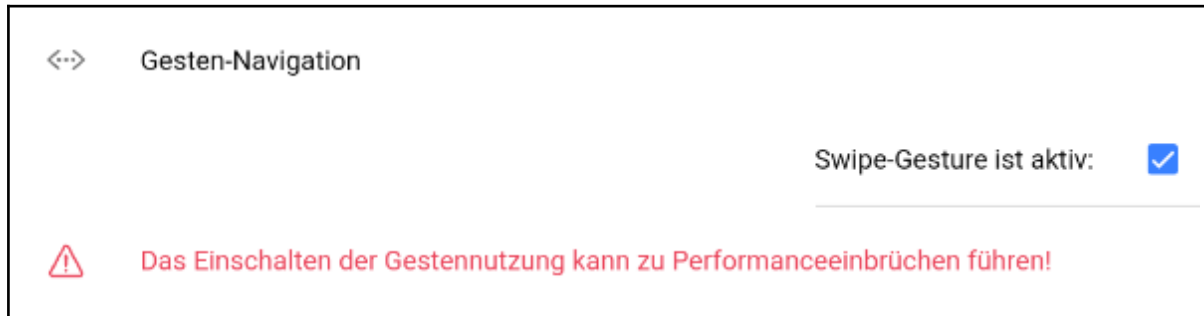 Gesten-Navigation
Swipe-Gesture ist aktiv:
Das Einschalten der Gestennutzung kann zu Performanceeinbrüchen führen!